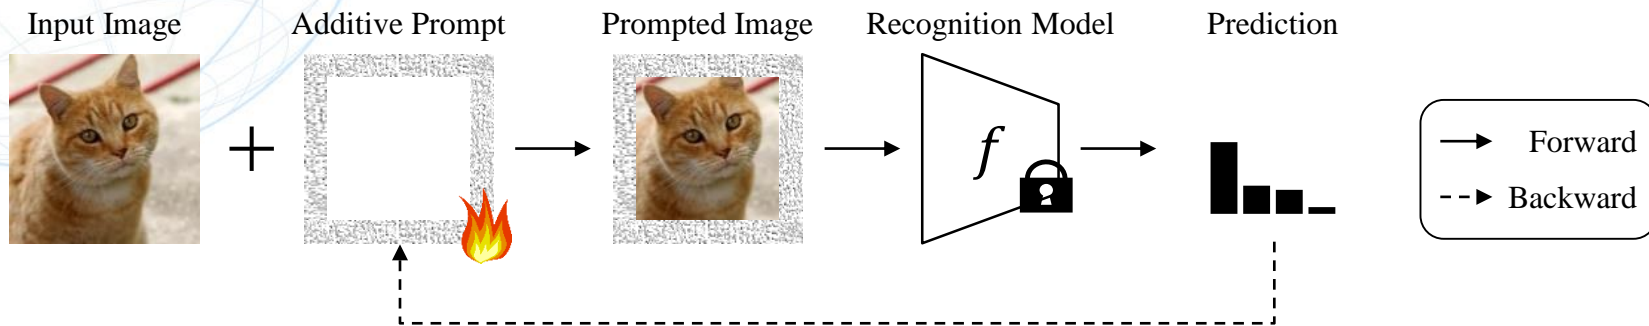 Input Image
Additive Prompt
Prompted Image
Recognition Model
Prediction
+
f
Forward
Backward